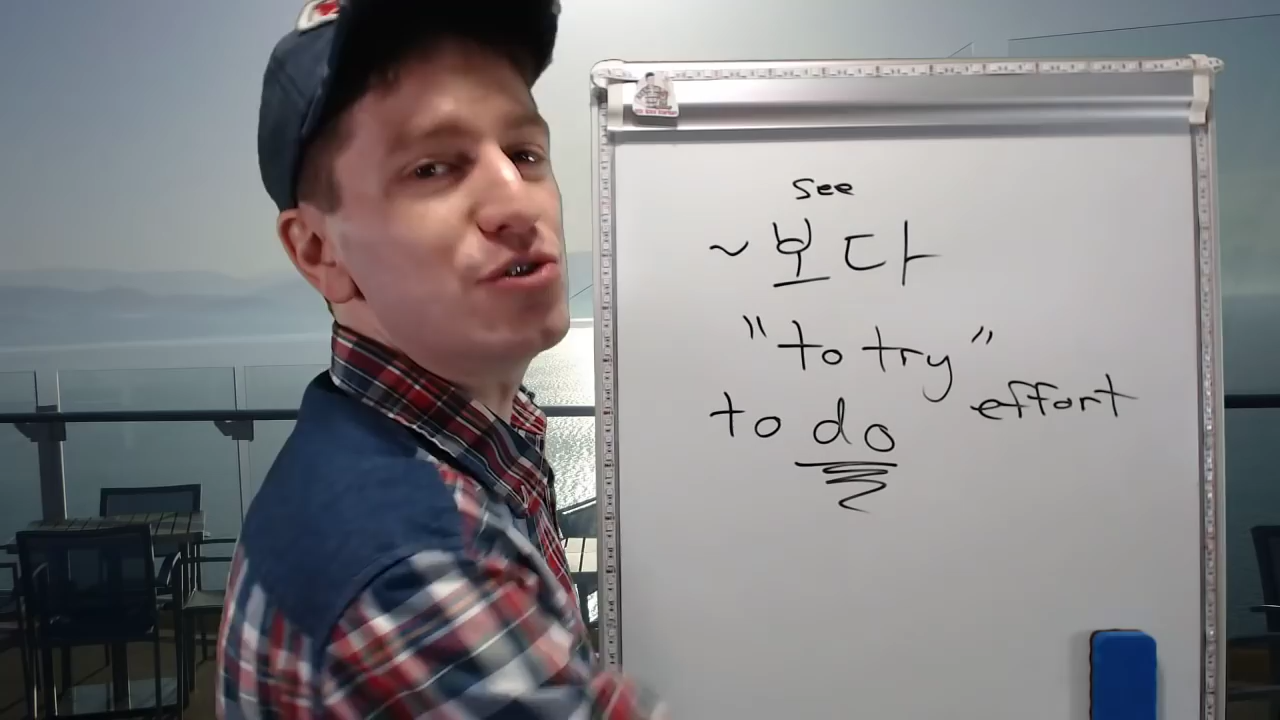 see
~보다
"to try"
to do effort